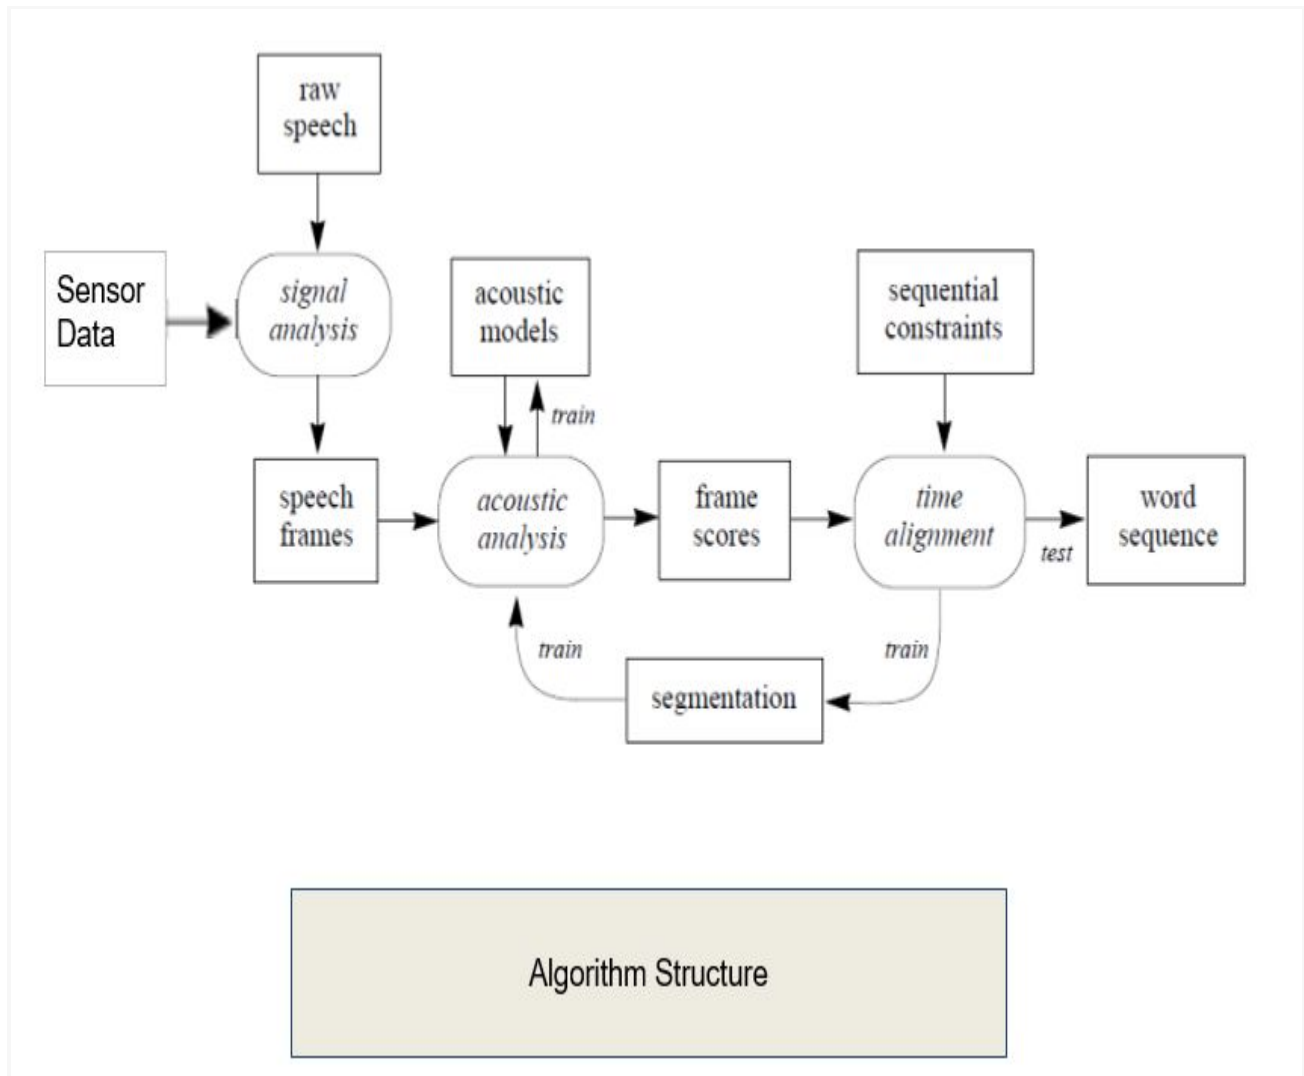 raw
speech
Sensor
Data
signal
analysis
acoustic
models
sequential
constraints
train
speech
frames
acoustic
analysis
frame
scores
time
alignment
test
word
sequence
train
train
segmentation
Algorithm Structure